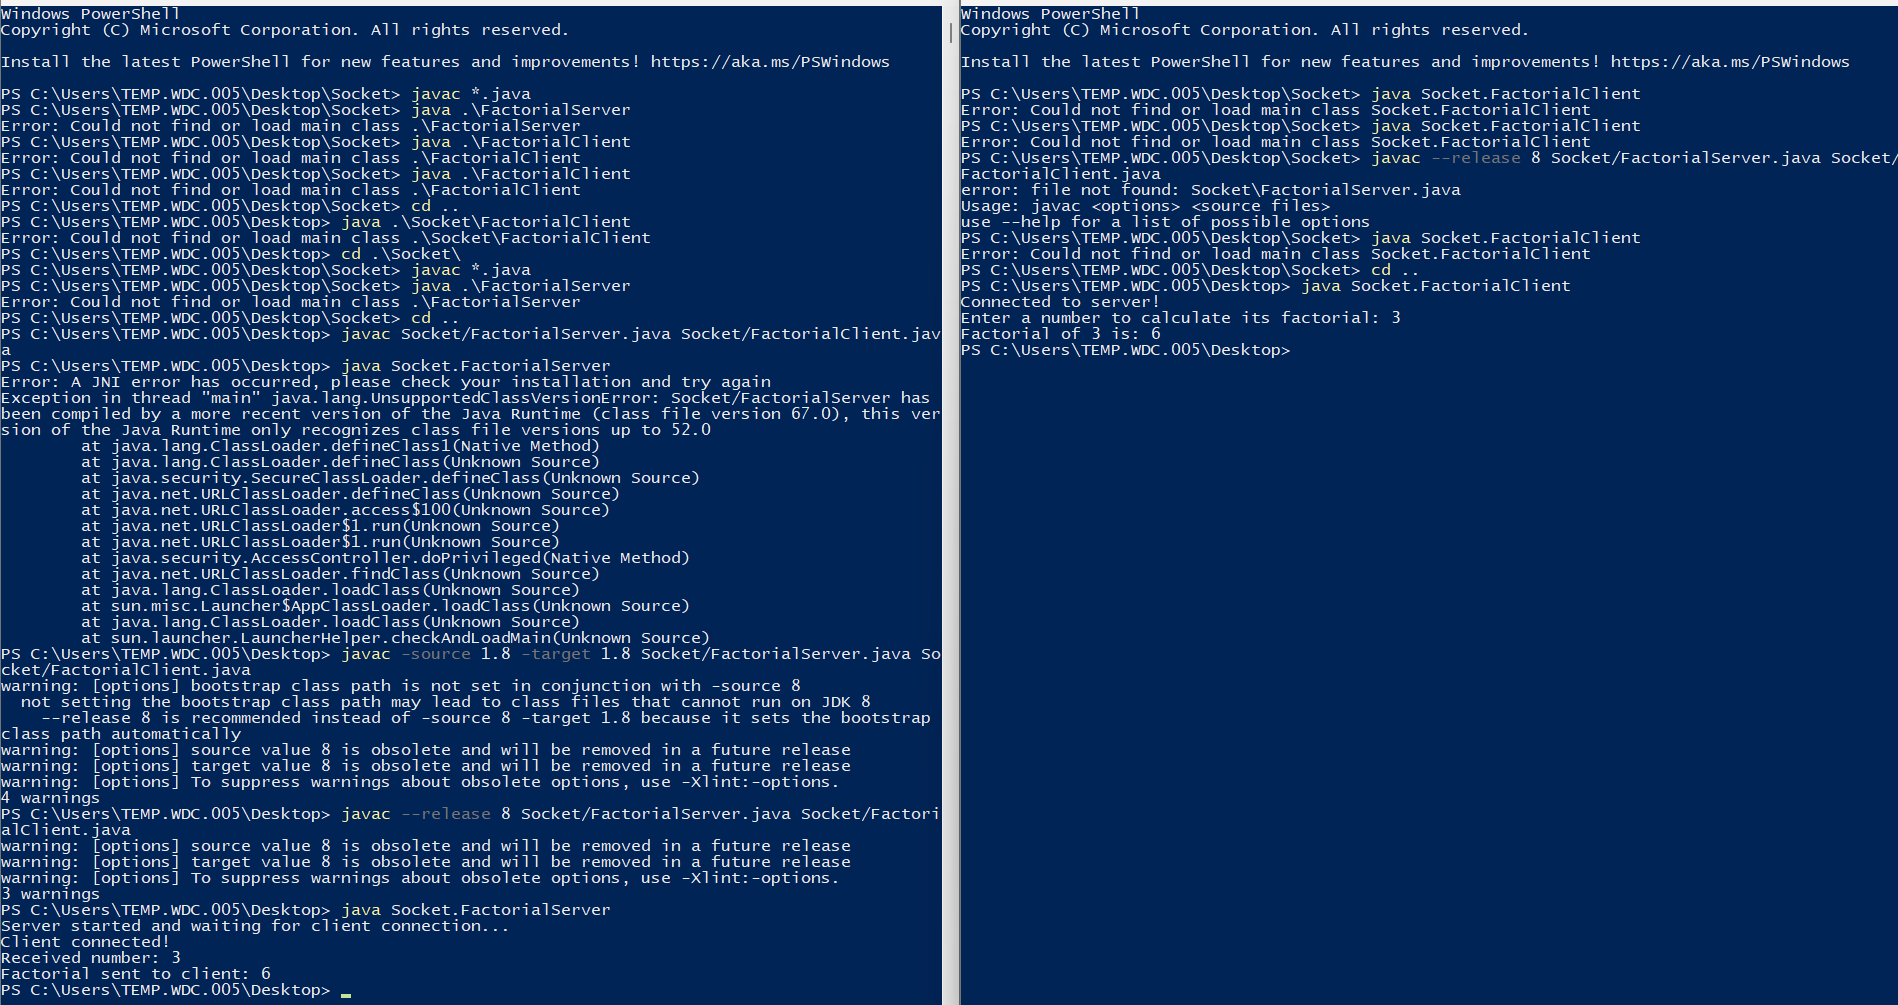 Windows PowerShell
Copyright (C) Microsoft Corporation. All rights reserved.
Install the latest PowerShell for new features and improvements! https://aka.ms/PSWindows
PS C:\Users\TEMP.WDC.005\Desktop\Socket> javac *.java
PS C:\Users\TEMP.WDC.005\Desktop\Socket> java .\FactorialServer
Error: Could not find or load main class .\FactorialServer
PS C:\Users\TEMP.WDC.005\Desktop\Socket> java .\FactorialClient
Error: Could not find or load main class .\FactorialClient
PS C:\Users\TEMP.WDC.005\Desktop\Socket> java .\FactorialClient
Error: Could not find or load main class .\FactorialClient
PS C:\Users\TEMP.WDC.005\Desktop\Socket> cd ..
PS C:\Users\TEMP.WDC.005\Desktop> java .\Socket\FactorialClient
Error: Could not find or load main class .\Socket\FactorialClient
PS C:\Users\TEMP.WDC.005\Desktop> cd .\Socket\
PS C:\Users\TEMP.WDC.005\Desktop\Socket> javac *.java
PS C:\Users\TEMP.WDC.005\Desktop\Socket> java .\FactorialServer
Error: Could not find or load main class .\FactorialServer
PS C:\Users\TEMP.WDC.005\Desktop\Socket> cd ..
PS C:\Users\TEMP.WDC.005\Desktop> javac Socket/FactorialServer.java Socket/FactorialClient.jav
a
PS C:\Users\TEMP.WDC.005\Desktop> java Socket.FactorialServer
Error: A JNI error has occurred, please check your installation and try again
Exception in thread "main" java.lang.UnsupportedClassVersionError: Socket/FactorialServer has
been compiled by a more recent version of the Java Runtime (class file version 67.0), this ver
sion of the Java Runtime only recognizes class file versions up to 52.0
at java.lang.ClassLoader.defineClass1(Native Method)
at java.lang.ClassLoader.defineClass(Unknown Source)
at java.security.SecureClassLoader.defineClass(Unknown Source)
at java.net.URLClassLoader.defineClass(Unknown Source)
at java.net.URLClassLoader.access$100(Unknown Source)
at java.net.URLClassLoader$1.run(Unknown Source)
at java.net.URLClassLoader$1.run(Unknown Source)
at java.security.AccessController.doPrivileged(Native Method)
at java.net.URLClassLoader.findClass(Unknown Source)
at java.lang.ClassLoader.loadClass(Unknown Source)
at sun.misc.Launcher$AppClassLoader.loadClass(Unknown Source)
at java.lang.ClassLoader.loadClass(Unknown Source)
at sun.launcher.LauncherHelper.checkAndLoadMain(Unknown Source)
PS C:\Users\TEMP.WDC.005\Desktop> javac -source 1.8 -target 1.8 Socket/FactorialServer.java So
cket/FactorialClient.java
warning: [options] bootstrap class path is not set in conjunction with -source 8
not setting the bootstrap class path may lead to class files that cannot run on JDK 8
--release 8 is recommended instead of -source 8 -target 1.8 because it sets the bootstrap
class path automatically
warning: [options] source value 8 is obsolete and will be removed in a future release
warning: [options] target value 8 is obsolete and will be removed in a future release
warning: [options] To suppress warnings about obsolete options, use -Xlint:-options.
4 warnings
PS C:\Users\TEMP.WDC.005\Desktop> javac --release 8 Socket/FactorialServer.java Socket/Factori
alClient.java
warning: [options] source value 8 is obsolete and will be removed in a future release
warning: [options] target value 8 is obsolete and will be removed in a future release
warning: [options] To suppress warnings about obsolete options, use -Xlint:-options.
3 warnings
PS C:\Users\TEMP.WDC.005\Desktop> java Socket.FactorialServer
Server started and waiting for client connection...
Client connected!
Received number: 3
Factorial sent to client: 6
PS C:\Users\TEMP.WDC.005\Desktop>
Windows PowerShell
Copyright (C) Microsoft Corporation. All rights reserved.
Install the latest PowerShell for new features and improvements! https://aka.ms/PSWindows
PS C:\Users\TEMP.WDC.005\Desktop\Socket> java Socket.FactorialClient
Error: Could not find or load main class Socket.FactorialClient
PS C:\Users\TEMP.WDC.005\Desktop\Socket> java Socket.FactorialClient
Error: Could not find or load main class Socket.FactorialClient
PS C:\Users\TEMP.WDC.005\Desktop\Socket> javac --release 8 Socket/FactorialServer.java Socket/
FactorialClient.java
error: file not found: Socket\FactorialServer.java
Usage: javac <options> <source files>
use --help for a list of possible options
PS C:\Users\TEMP.WDC.005\Desktop\Socket> java Socket.FactorialClient
Error: Could not find or load main class Socket.FactorialClient
PS C:\Users\TEMP.WDC.005\Desktop\Socket> cd ..
PS C:\Users\TEMP.WDC.005\Desktop> java Socket.FactorialClient
Connected to server!
Enter a number to calculate its factorial: 3
Factorial of 3 is: 6
PS C:\Users\TEMP.WDC.005\Desktop>